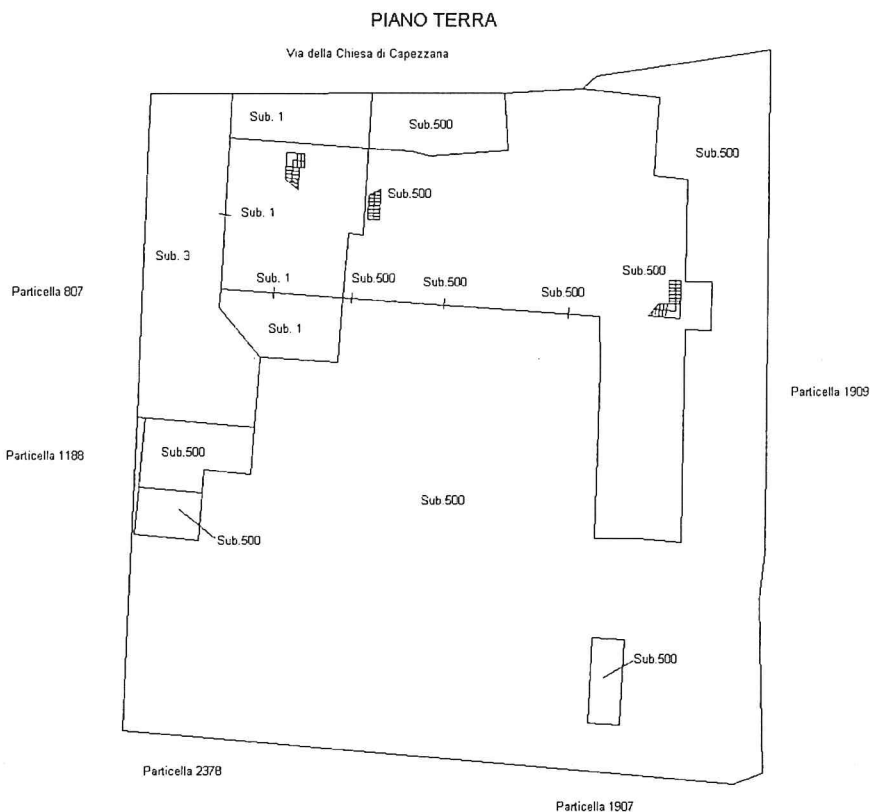 PIANO TERRA
Via della Chiesa di Capezzana
Sub. 1
Sub.500
Sub.500
Sub.500
Sub. 1
Sub. 3
Sub. 1
Sub.500
Sub.500
Sub.500
Sub.500
Particella 807
Sub. 1
Particella 1909
Particella 1188
Sub.500
Sub.500
Sub.500
Sub.500
Particella 2378
Particella 1907